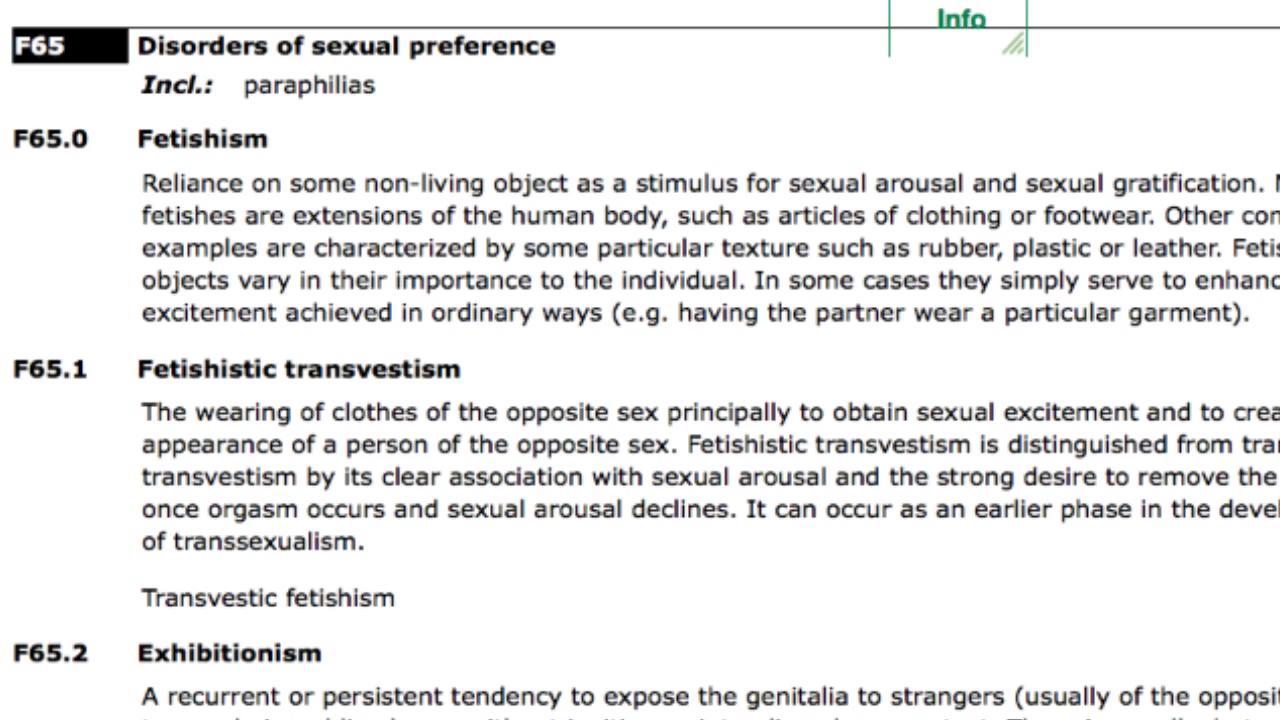 Info
F65 Disorders of sexual preference
Incl.: paraphilias
F65.0 Fetishism
Reliance on some non-living object as a stimulus for sexual arousal and sexual gratification.
fetishes are extensions of the human body, such as articles of clothing or footwear. Other
examples are characterized by some particular texture such as rubber, plastic or leather.
objects vary in their importance to the individual. In some cases they simply serve to
excitement achieved in ordinary ways (e.g. having the partner wear a particular garment).
F65.1 Fetishistic transvestism
The wearing of clothes of the opposite sex principally to obtain sexual excitement and to
appearance of a person of the opposite sex. Fetishistic transvestism is distinguished from
transvestism by its clear association with sexual arousal and the strong desire to remove the
once orgasm occurs and sexual arousal declines. It can occur as an earlier phase in the
of transsexualism.
Transvestic fetishism
F65.2 Exhibitionism
A recurrent or persistent tendency to expose the genitalia to strangers (usually of the